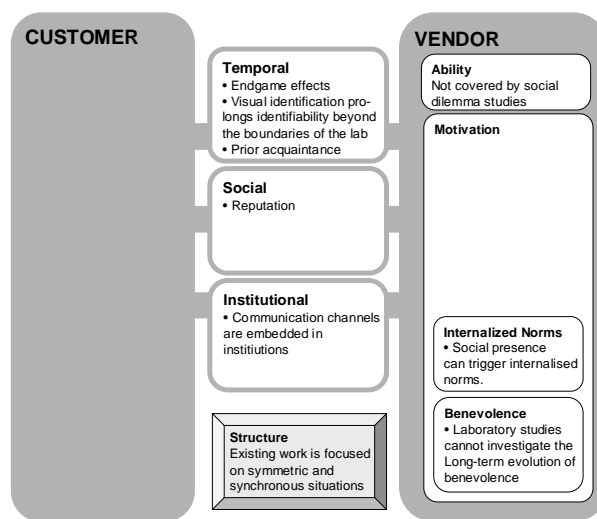 CUSTOMER
Temporal
• Endgame effects
• Visual identification pro-
longs identifiability beyond
the boundaries of the lab
• Prior acquaintance
Social
• Reputation
Institutional
• Communication channels
are embedded in
institiutions
Structure
Existing work is focused
on symmetric and
synchronous situations
VENDOR
Ability
Not covered by social
dilemma studies
Motivation
Internalized Norms
• Social presence
can trigger internalised
norms.
Benevolence
• Laboratory studies
cannot investigate the
Long-term evolution of
benevolence